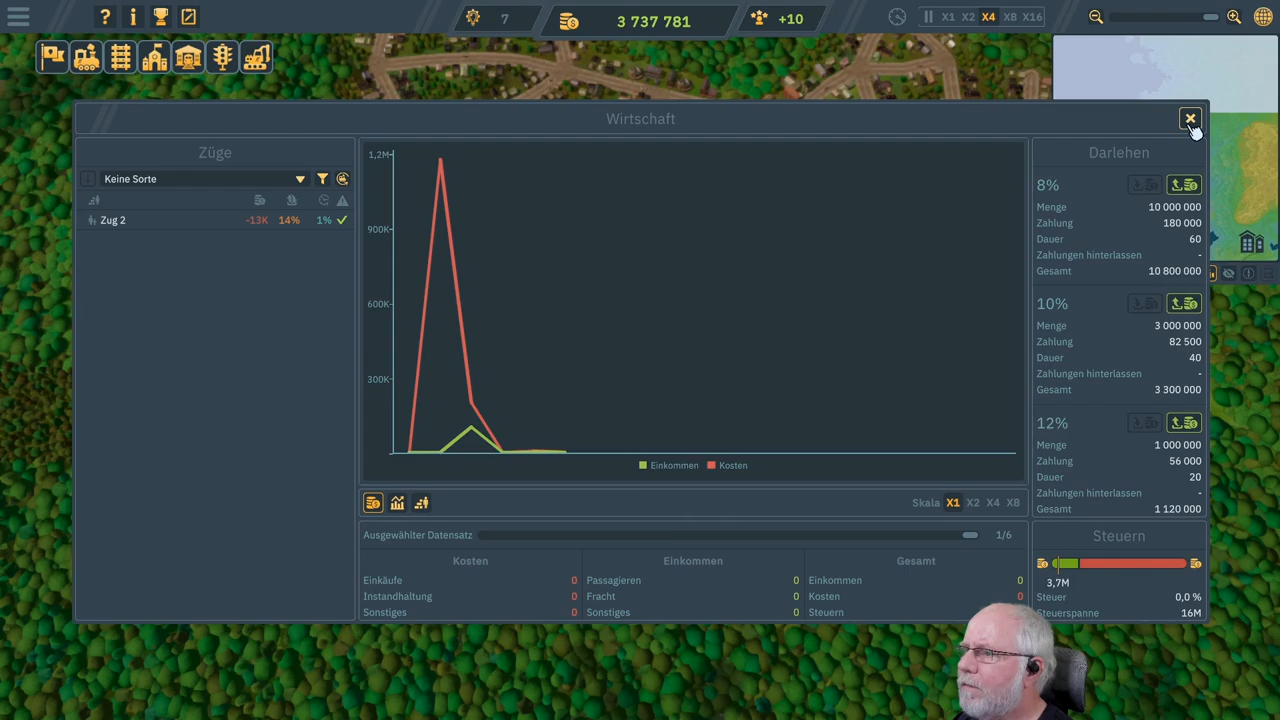 7
3 737 781
+10
X1 X2 X4 X8 X16
Wirtschaft
Züge
Keine Sorte
Zug 2 -13K 14% 1%
1,2M
900K
600K
300K
Einkommen Kosten
Skala X1 X2 X4 X8
Ausgewählter Datensatz 1/6
Kosten
Einkäufe 0
Instandhaltung 0
Sonstiges 0
Einkommen
Passagieren 0
Fracht 0
Sonstiges 0
Gesamt
Einkommen 0
Kosten 0
Steuern
Darlehen
8%
Menge 10 000 000
Zahlung 180 000
Dauer 60
Zahlungen hinterlassen -
Gesamt 10 800 000
10%
Menge 3 000 000
Zahlung 82 500
Dauer 40
Zahlungen hinterlassen -
Gesamt 3 300 000
12%
Menge 1 000 000
Zahlung 56 000
Dauer 20
Zahlungen hinterlassen -
Gesamt 1 120 000
Steuern
3,7M
Steuer 0,0 %
Steuerspanne 16M